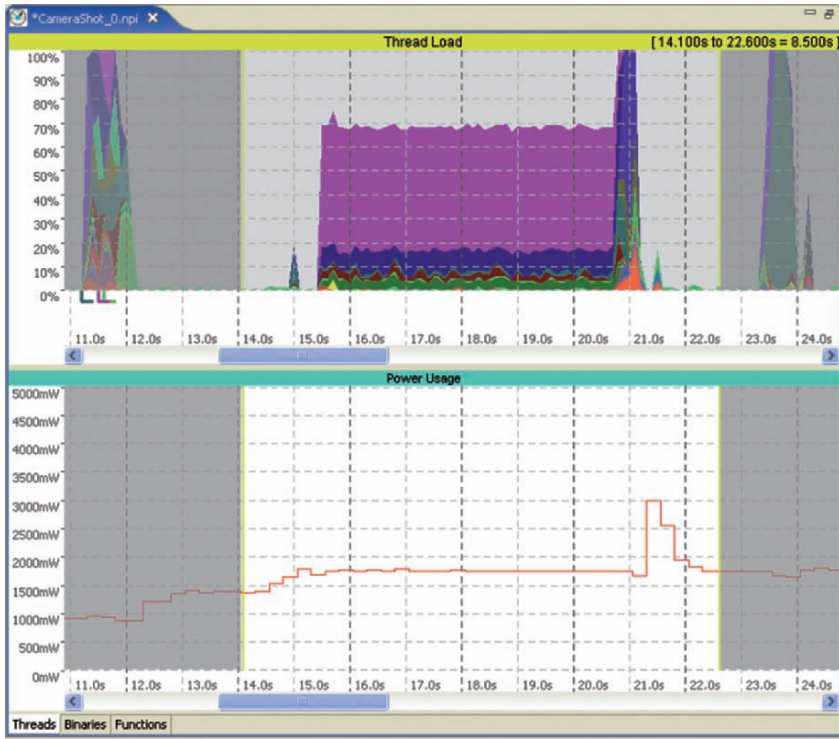 *CameraShot_0.npi
Thread Load [ 14.100s to 22.600s = 8.500s]
100%
90%
80%
70%
60%
50%
40%
30%
20%
10%
0%
11.0s 12.0s 13.0s 14.0s 15.0s 16.0s 17.0s 18.0s 19.0s 20.0s 21.0s 22.0s 23.0s 24.0s
Power Usage
5000mW
4500mW
4000mW
3500mW
3000mW
2500mW
2000mW
1500mW
1000mW
500mW
0mW
11.0s 12.0s 13.0s 14.0s 15.0s 16.0s 17.0s 18.0s 19.0s 20.0s 21.0s 22.0s 23.0s 24.0s
Threads Binaries Functions